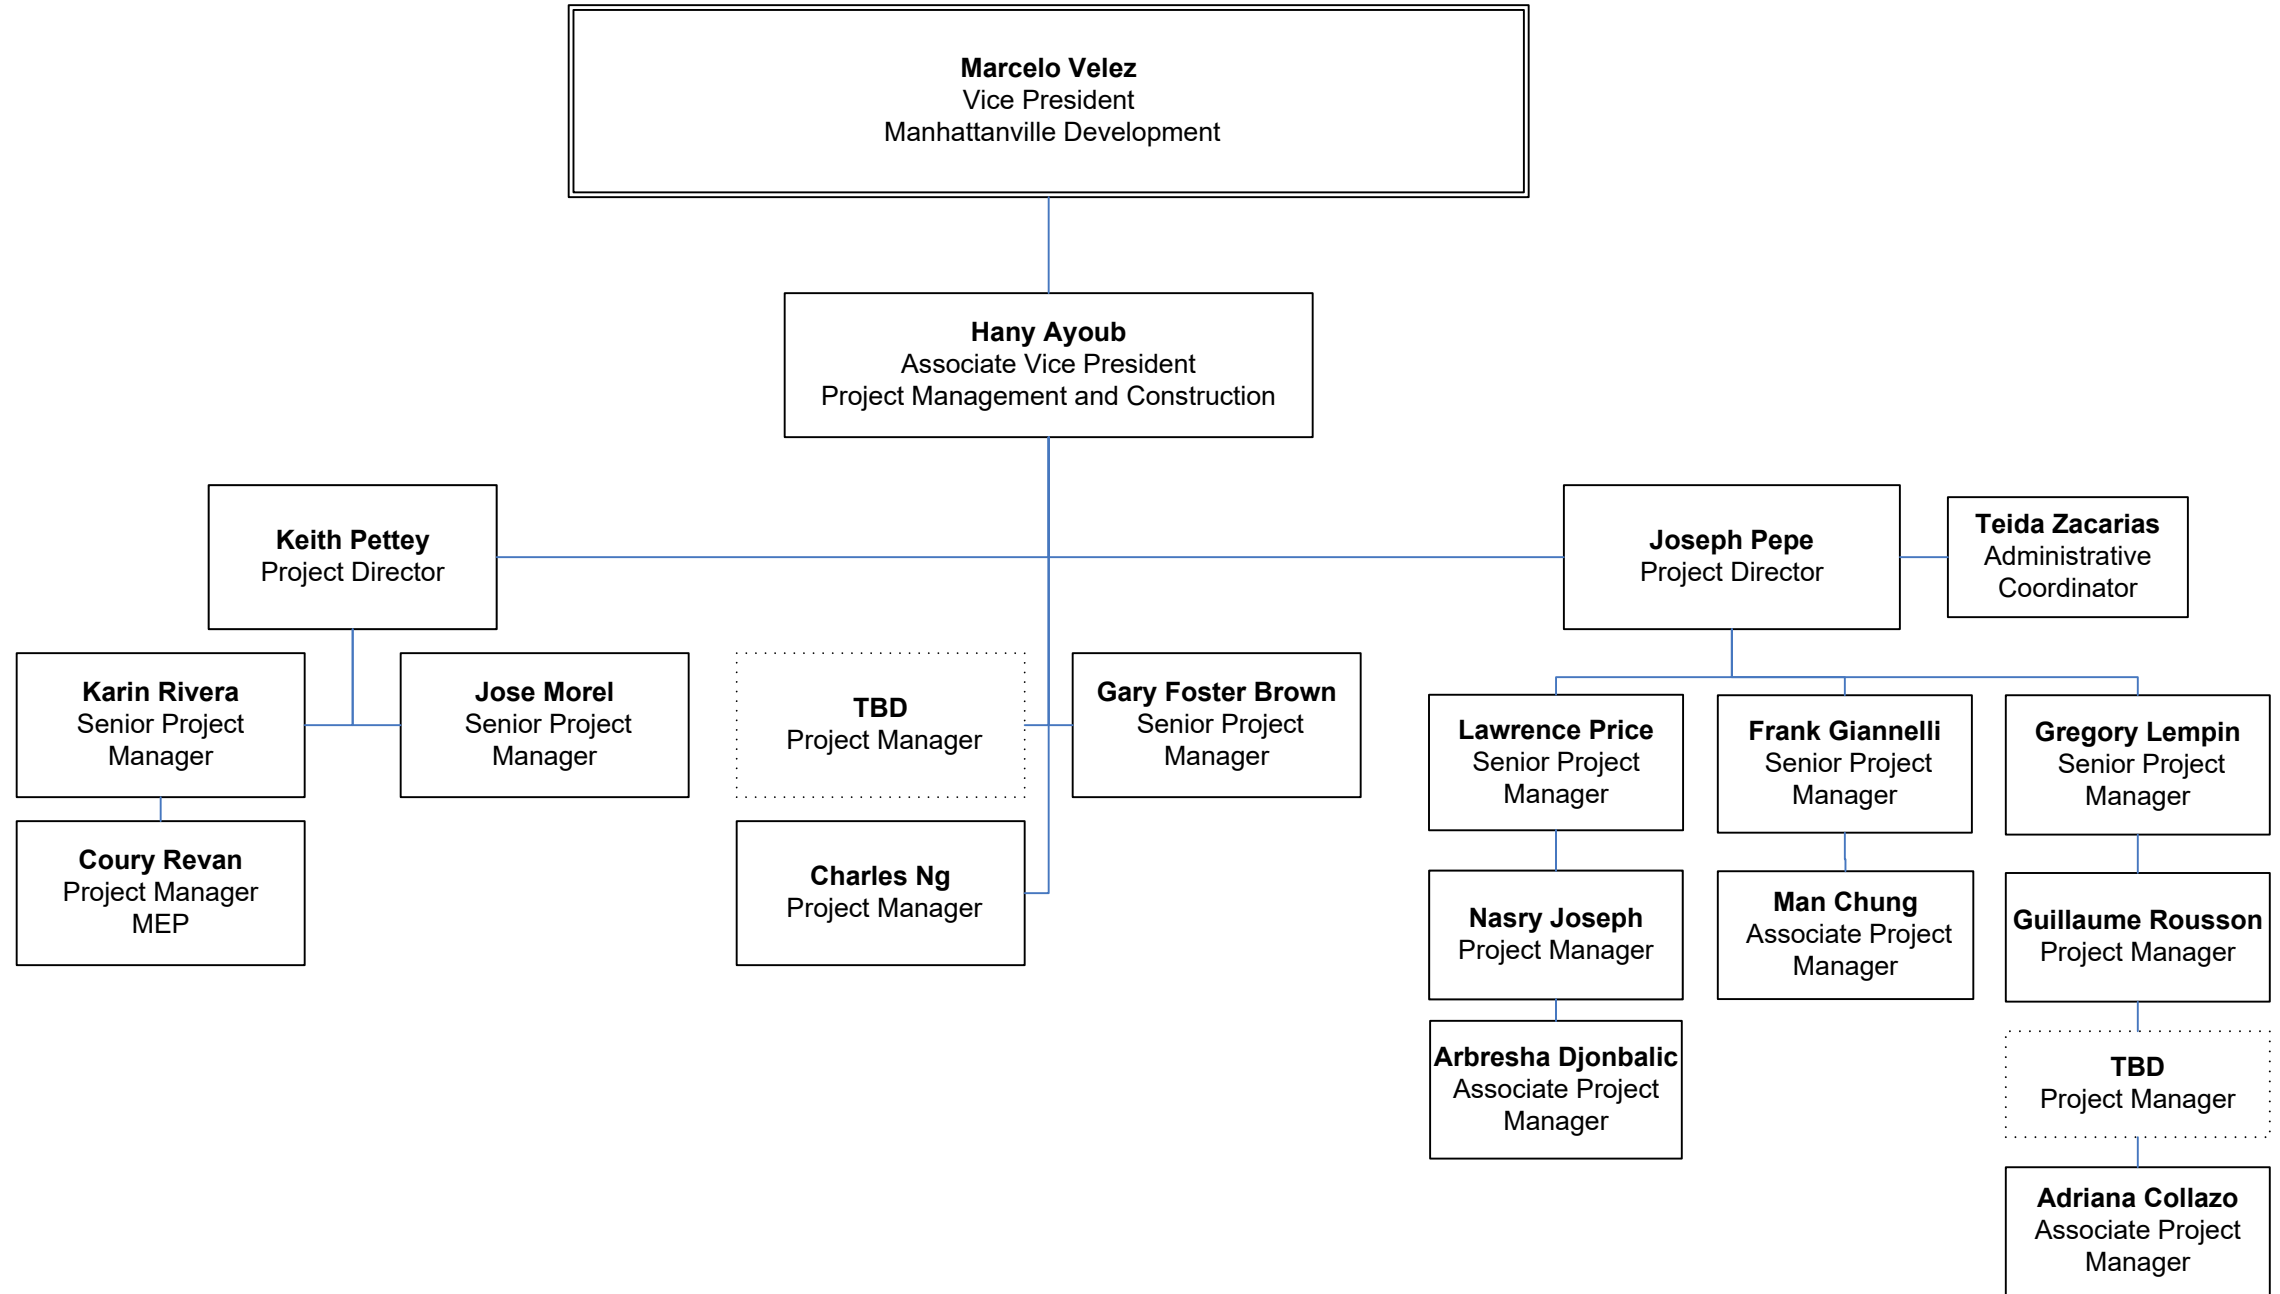 Marcelo Velez
Vice President
Manhattanville Development
Hany Ayoub
Associate Vice President
Project Management and Construction
Keith Pettey
Project Director
Joseph Pepe
Project Director
Teida Zacarias
Administrative
Coordinator
Karin Rivera
Senior Project
Manager
Jose Morel
Senior Project
Manager
TBD
Project Manager
Gary Foster Brown
Senior Project
Manager
Lawrence Price
Senior Project
Manager
Frank Giannelli
Senior Project
Manager
Gregory Lempin
Senior Project
Manager
Coury Revan
Project Manager
MEP
Charles Ng
Project Manager
Nasry Joseph
Project Manager
Man Chung
Associate Project
Manager
Guillaume Rousson
Project Manager
Arbresha Djonbalic
Associate Project
Manager
TBD
Project Manager
Adriana Collazo
Associate Project
Manager